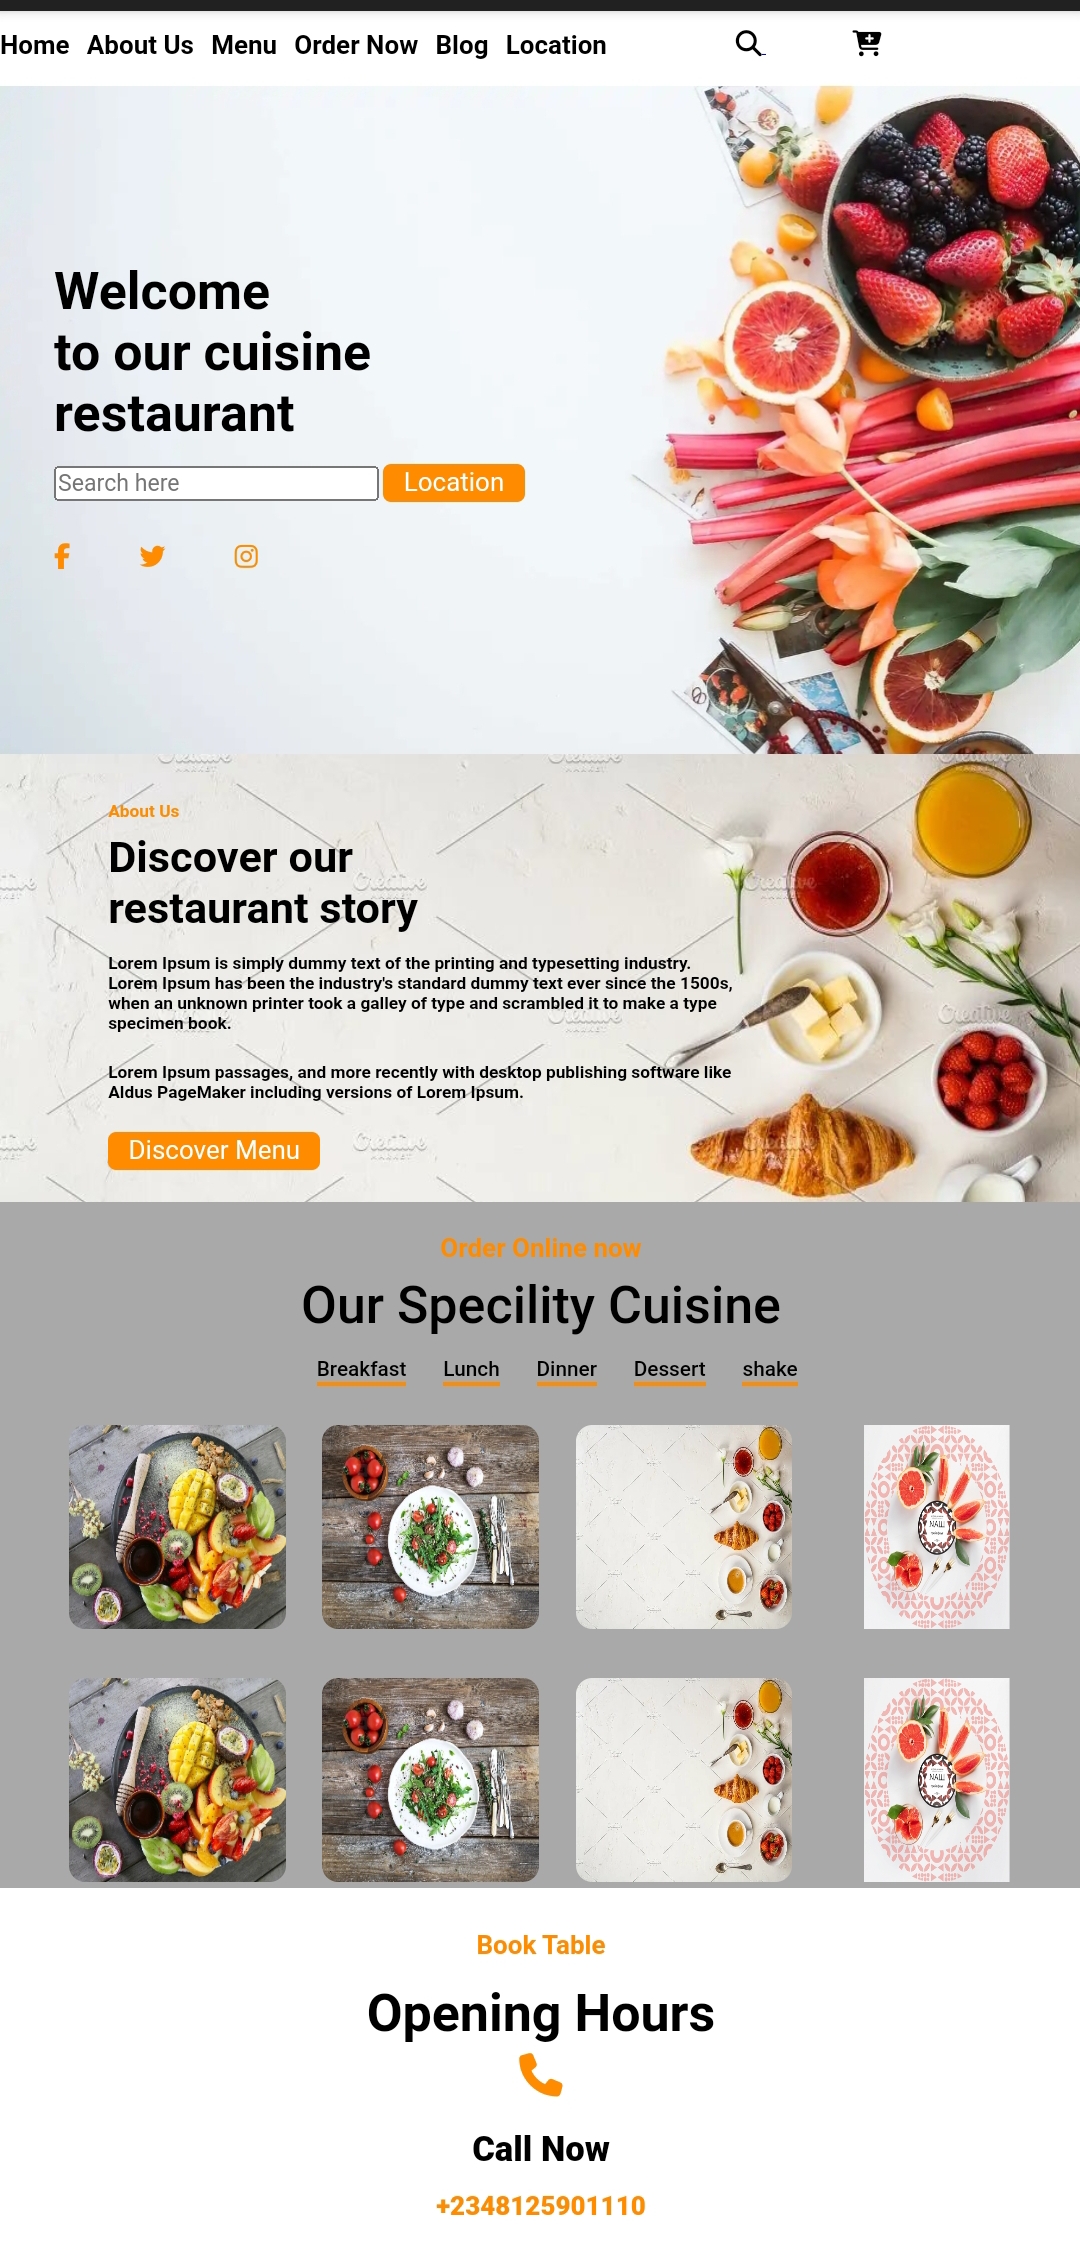 Home About Us Menu Order Now Blog Location
Welcome
to our cuisine
restaurant
Search here Location
About Us
Discover our
restaurant story
Lorem Ipsum is simply dummy text of the printing and typesetting industry.
Lorem Ipsum has been the industry's standard dummy text ever since the 1500s,
when an unknown printer took a galley of type and scrambled it to make a type
specimen book.
Lorem Ipsum passages, and more recently with desktop publishing software like
Aldus PageMaker including versions of Lorem Ipsum.
Discover Menu
Creative
MARKET
Order Online now
Our Specility Cuisine
Breakfast Lunch Dinner Dessert shake
Book Table
Opening Hours
Call Now
+2348125901110